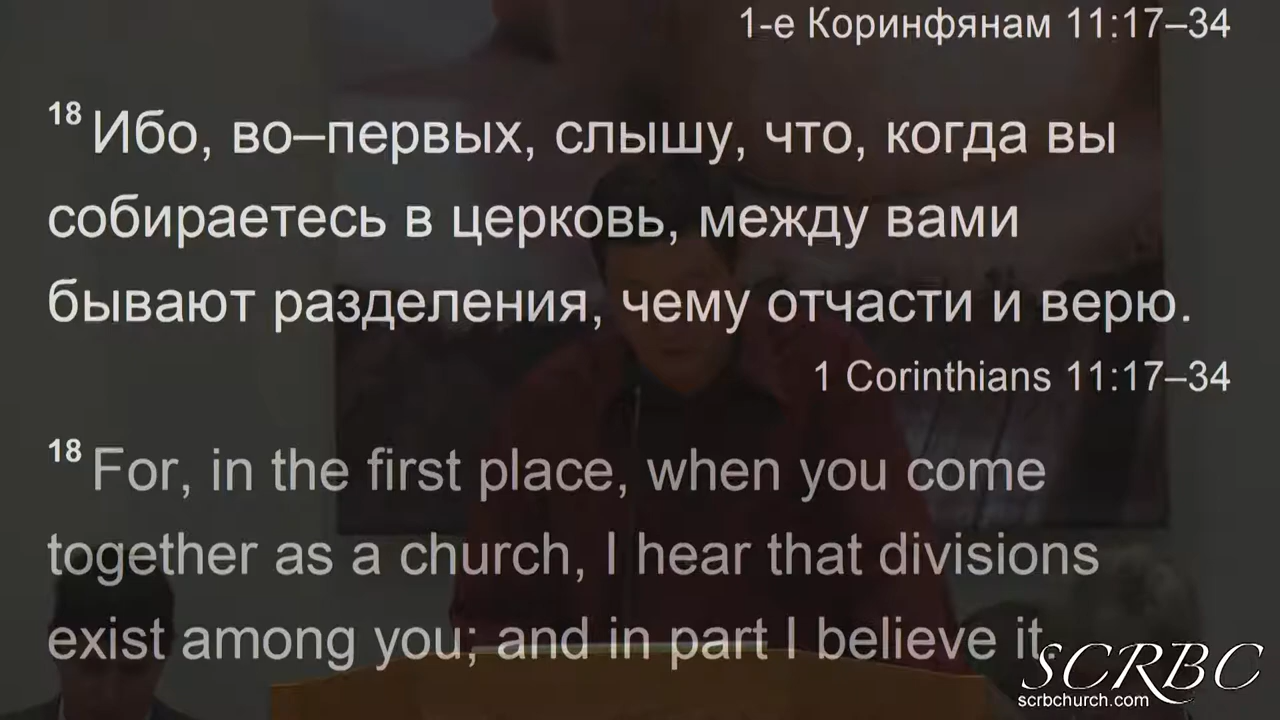 1-е Коринфянам 11:17–34
18 Ибо, во–первых, слышу, что, когда вы
собираетесь в церковь, между вами
бывают разделения, чему отчасти и верю.
1 Corinthians 11:17–34
18 For, in the first place, when you come
together as a church, I hear that divisions
exist among you; and in part I believe it.
SCRBC
scrbchurch.com